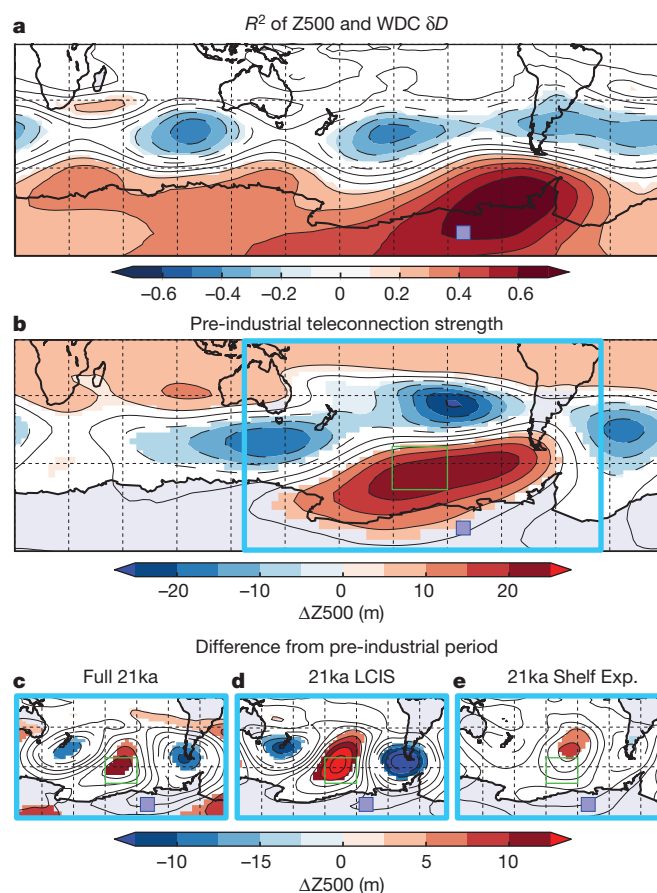 a R² of Z500 and WDC δD
−0.6 −0.4 −0.2 0 0.2 0.4 0.6
b Pre-industrial teleconnection strength
−20 −10 0 10 20
ΔZ500 (m)
Difference from pre-industrial period
c Full 21ka d 21ka LCIS e 21ka Shelf Exp.
−10 −15 0 5 10
ΔZ500 (m)